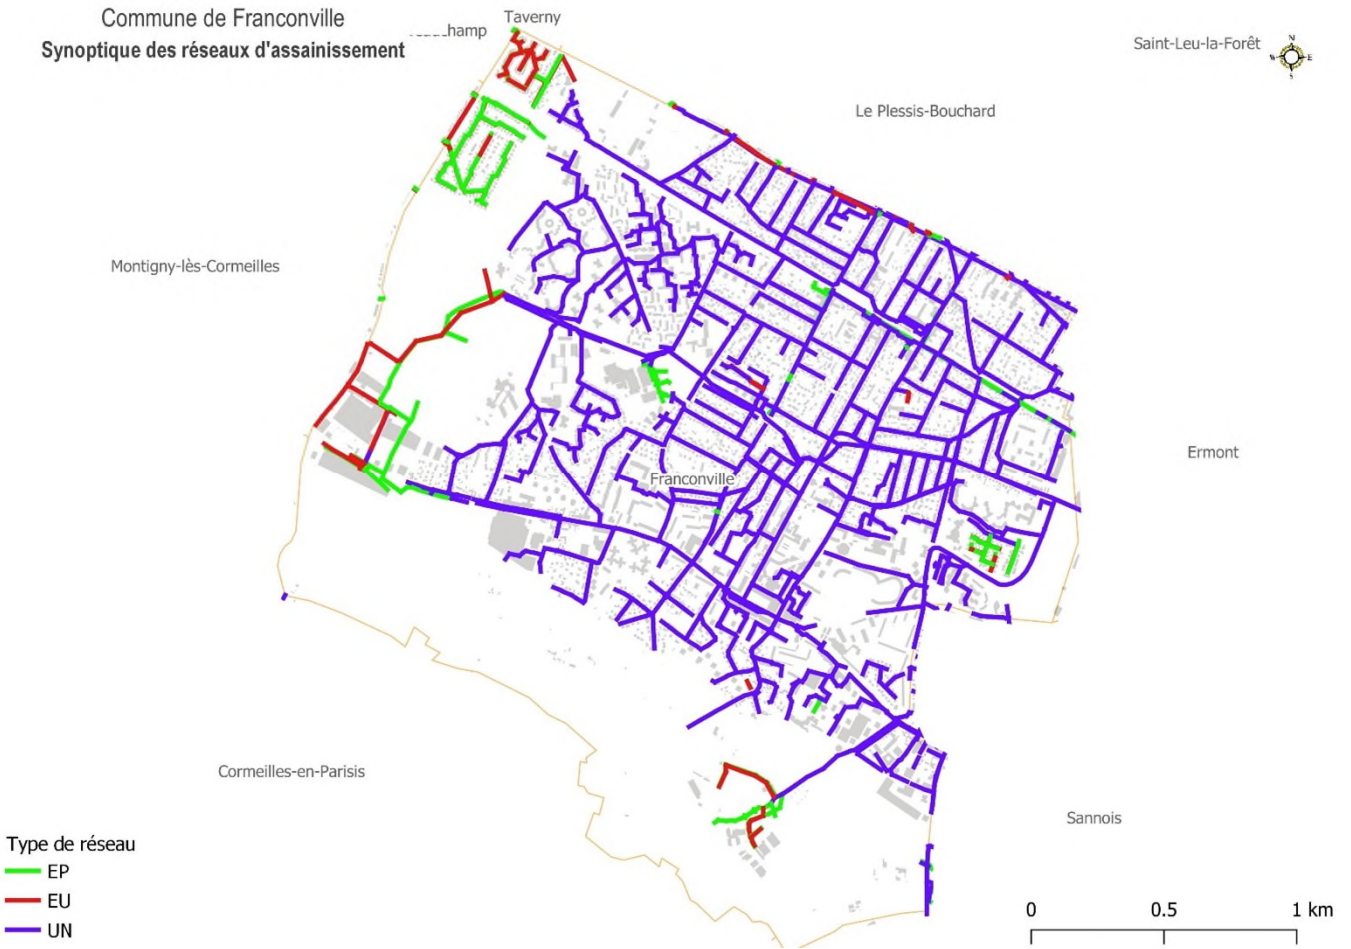 Commune de Franconville
Synoptique des réseaux d'assainissement
champ
Taverny
Saint-Leu-la-Forêt
N
W E
S
Le Plessis-Bouchard
Montigny-lès-Cormeilles
Ermont
Franconville
Cormeilles-en-Parisis
Sannois
Type de réseau
EP
EU
UN
0 0.5 1 km